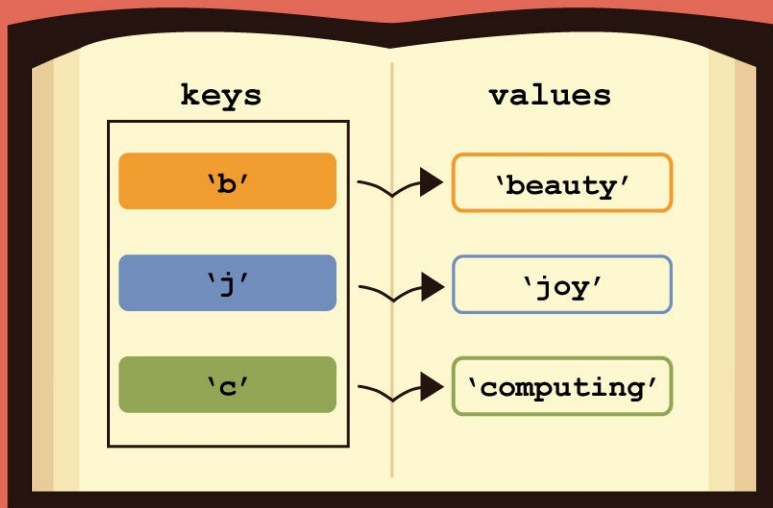 keys values
‘b’ ‘beauty’
‘j’ ‘joy’
‘c’ ‘computing’